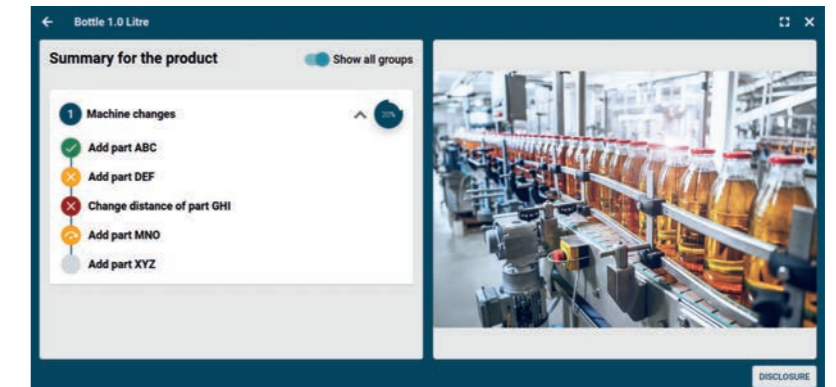 Bottle 1.0 Litre
Summary for the product
Show all groups
1 Machine changes
20%
Add part ABC
Add part DEF
Change distance of part GHI
Add part MNO
Add part XYZ
DISCLOSURE